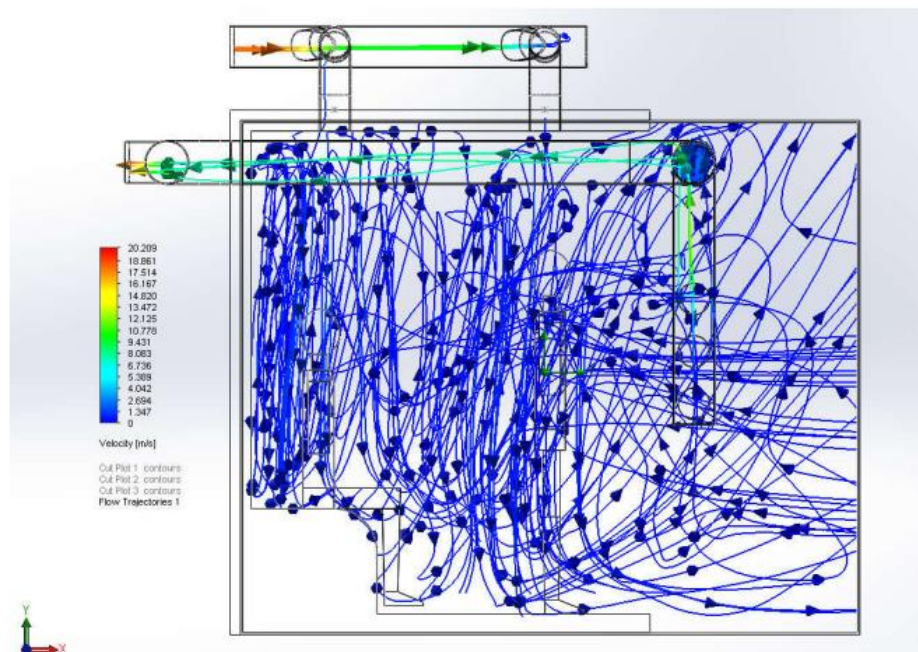 20.209
18.861
17.514
16.167
14.820
13.472
12.125
10.778
9.431
8.083
6.736
5.389
4.042
2.694
1.347
0
Velocity [m/s]
Cut Plot 1 contours
Cut Plot 2 contours
Cut Plot 3 contours
Flow Trajectories 1
Y
X